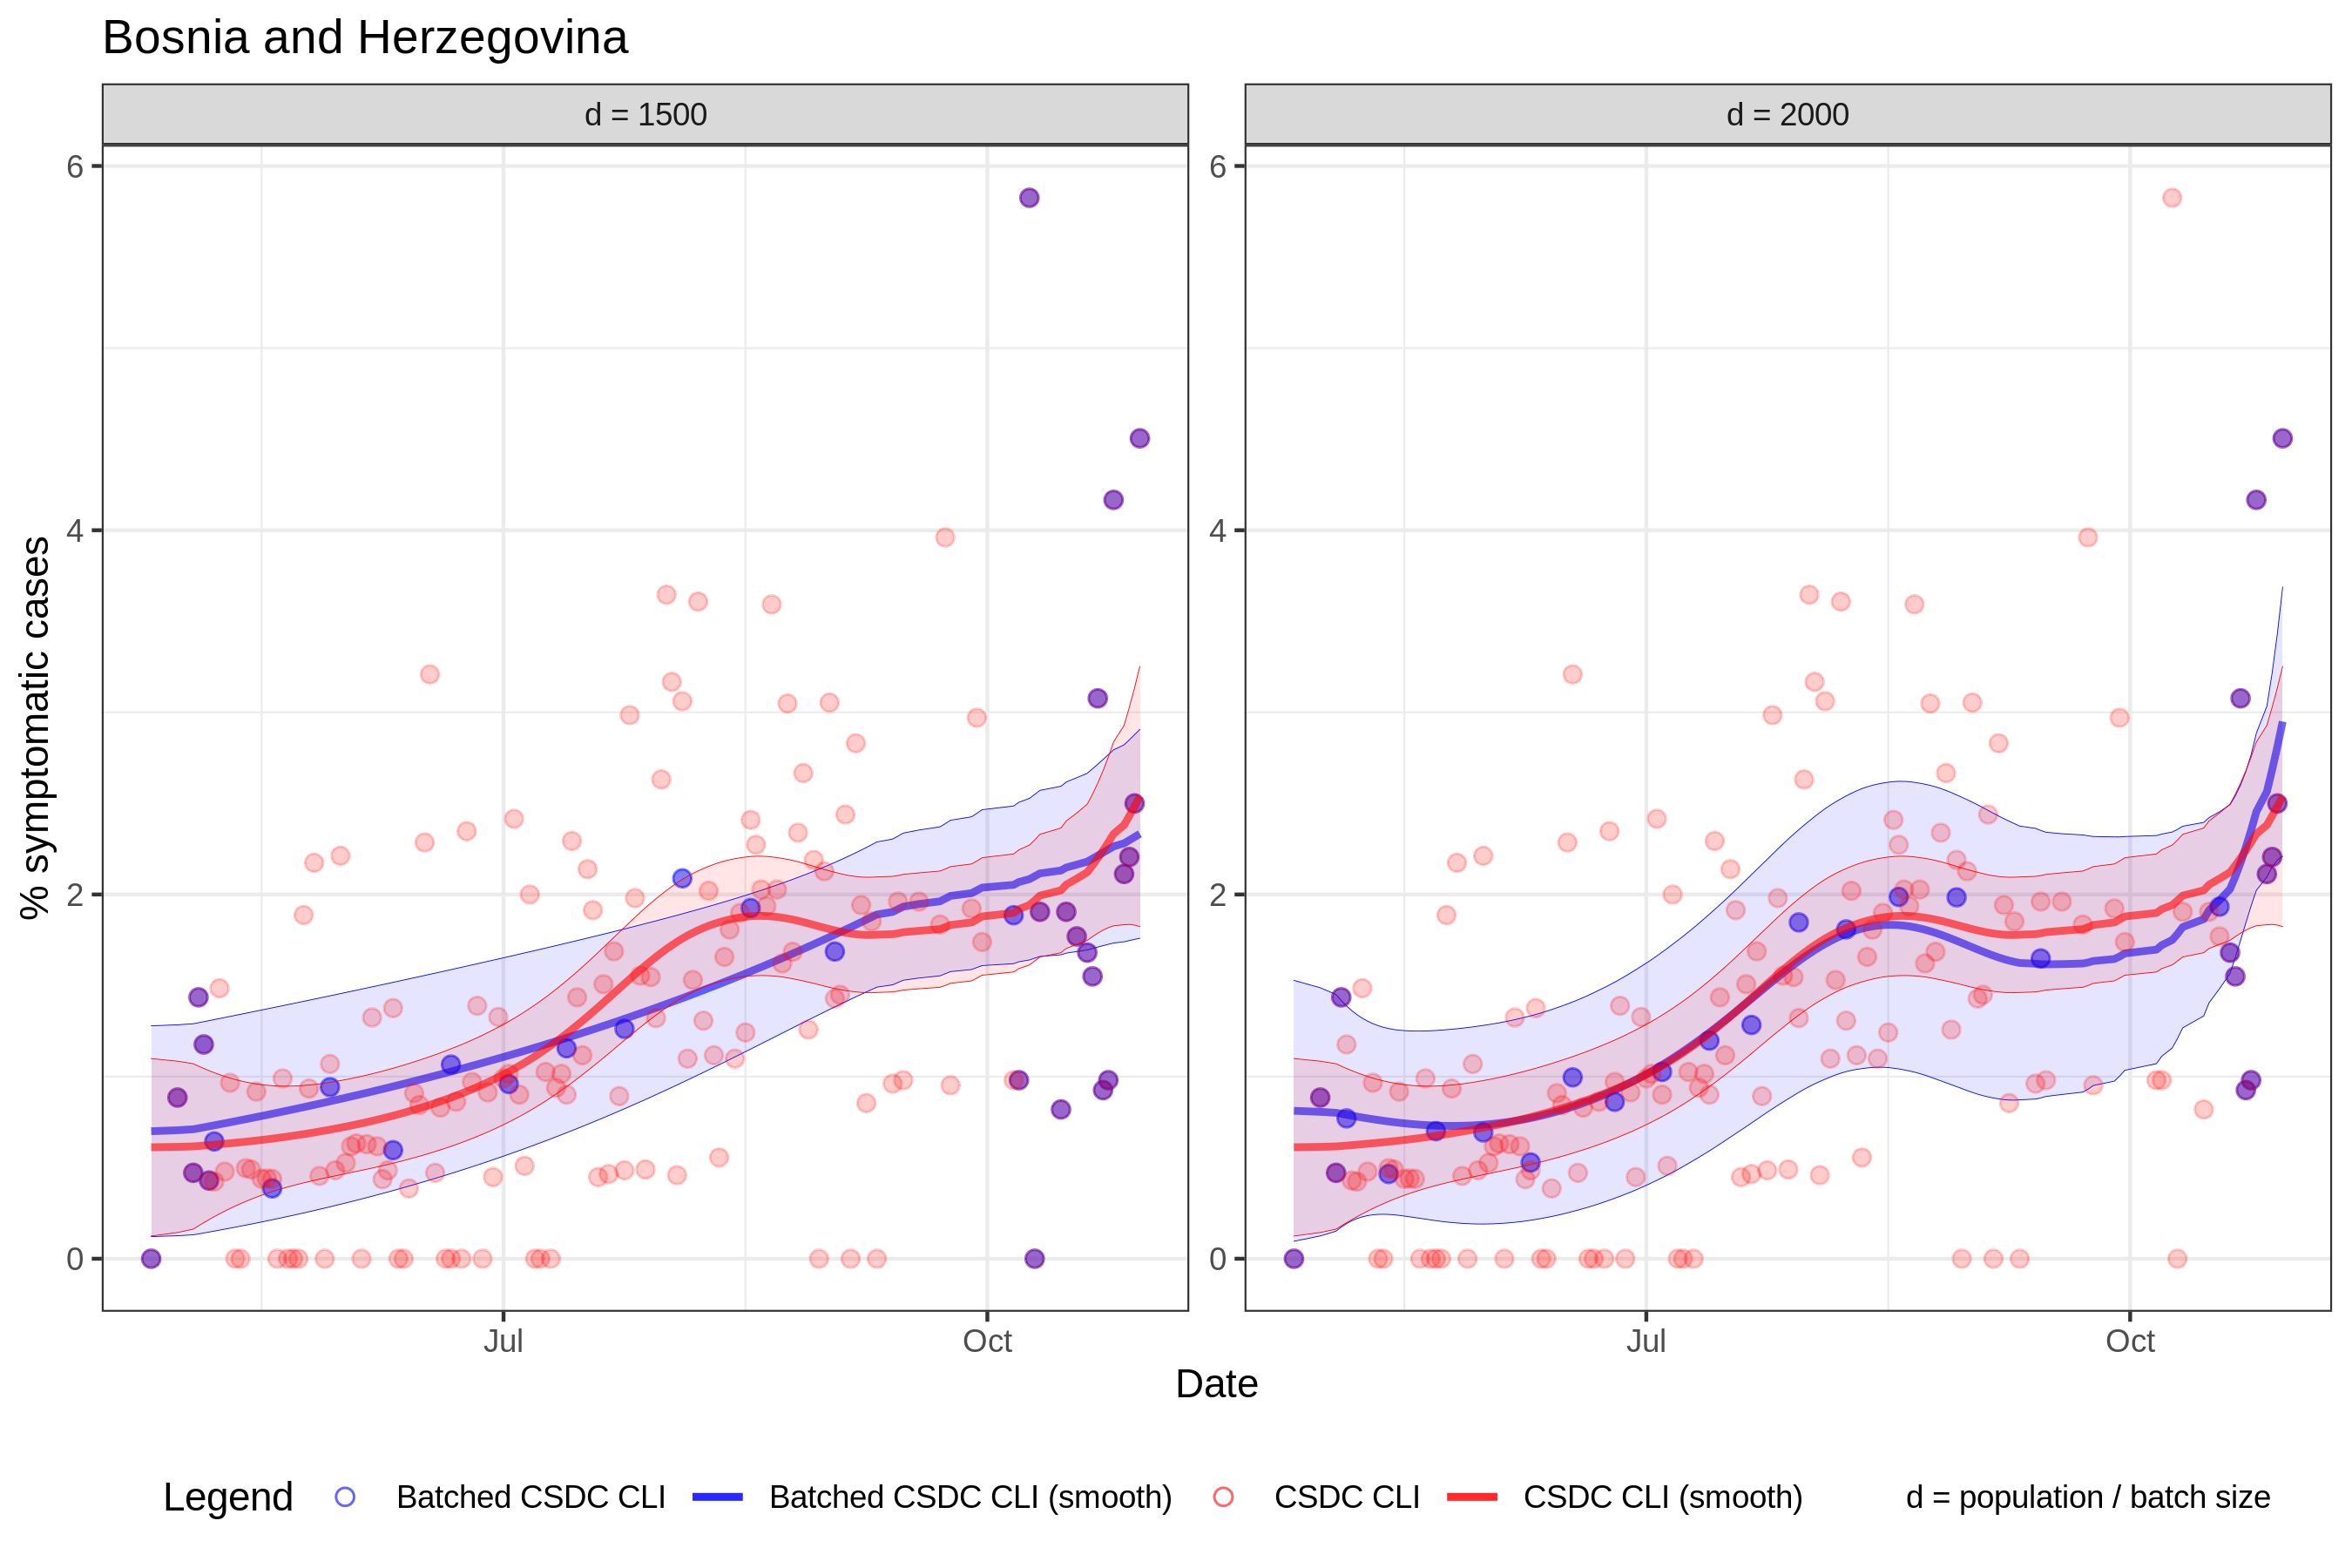 Bosnia and Herzegovina
d = 1500
d = 2000
% symptomatic cases
6
4
2
0
6
4
2
0
Jul
Oct
Jul
Oct
Date
Legend
Batched CSDC CLI
Batched CSDC CLI (smooth)
CSDC CLI
CSDC CLI (smooth)
d = population / batch size